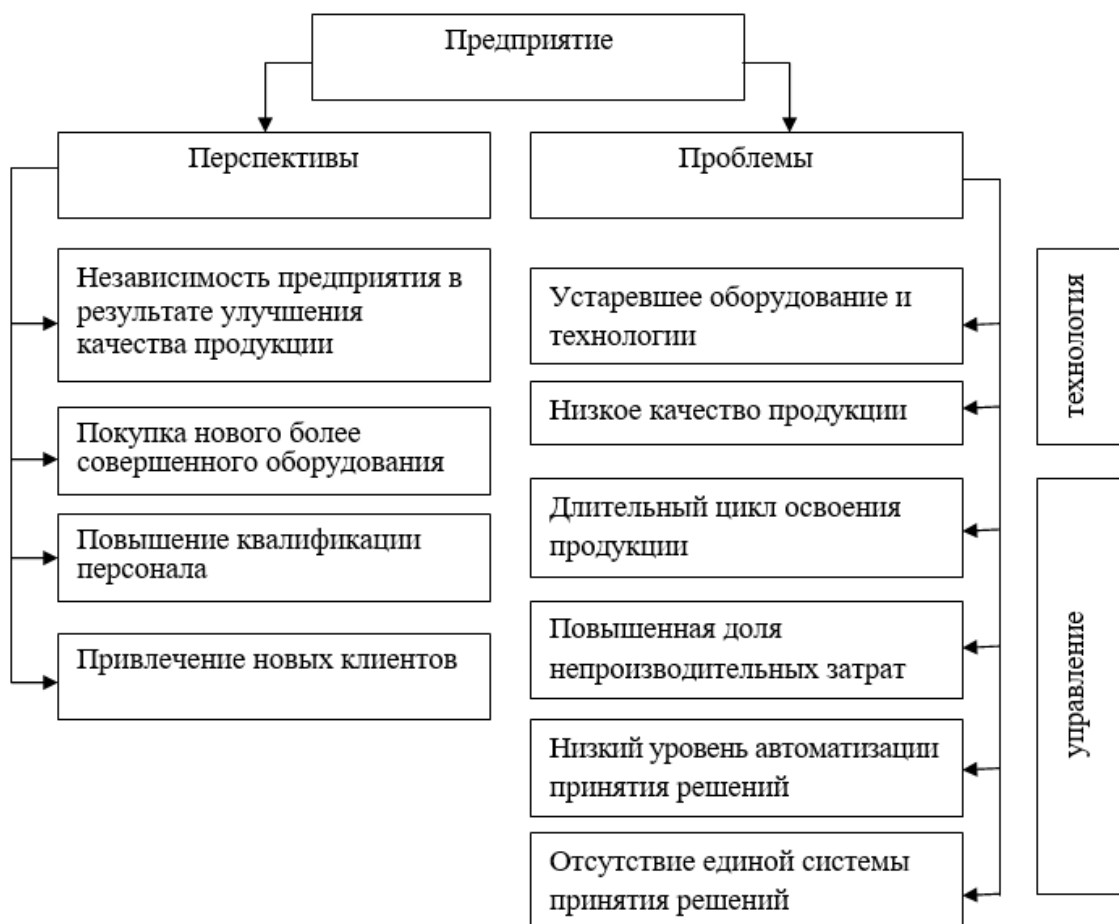 Предприятие
Перспективы
Независимость предприятия в
результате улучшения
качества продукции
Покупка нового более
совершенного оборудования
Повышение квалификации
персонала
Привлечение новых клиентов
Проблемы
Устаревшее оборудование и
технологии
Низкое качество продукции
Длительный цикл освоения
продукции
Повышенная доля
непроизводительных затрат
Низкий уровень автоматизации
принятия решений
Отсутствие единой системы
принятия решений
технология
управление